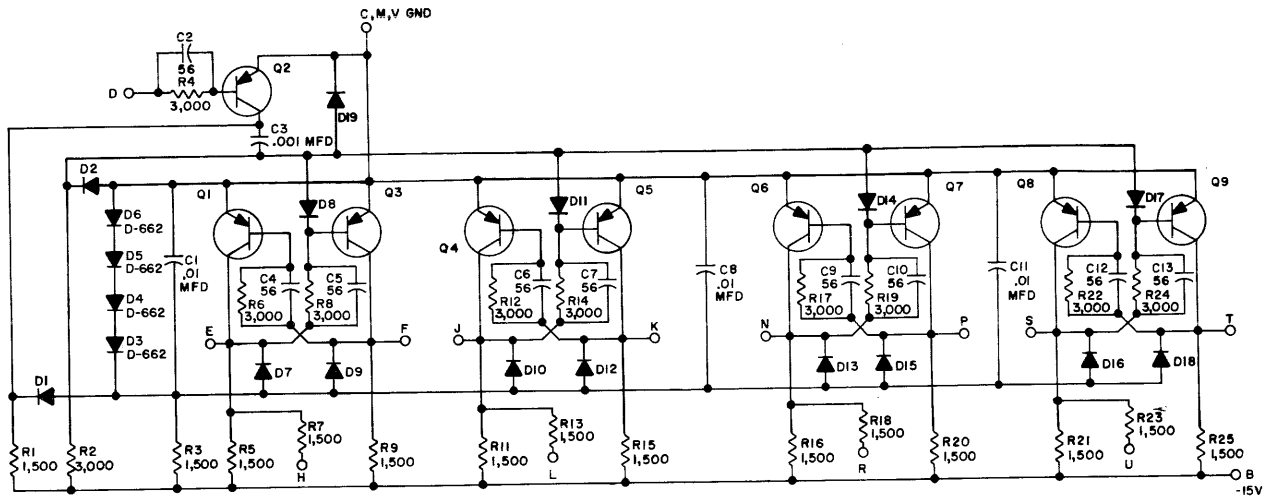 C, M, V GND
C2
56
R4
3,000
D
Q2
D19
C3
.001 MFD
D2
D6
D-662
D5
D-662
D4
D-662
D3
D-662
D1
C1
.01
MFD
Q1
D8
Q3
C4
56
R6
3,000
C5
56
R8
3,000
E
F
D7
D9
Q4
D11
Q5
C6
56
R12
3,000
C7
56
R14
3,000
J
K
D10
D12
C8
.01
MFD
Q6
D14
Q7
C9
56
R17
3,000
C10
56
R19
3,000
N
P
D13
D15
C11
.01
MFD
Q8
D17
Q9
C12
56
R22
3,000
C13
56
R24
3,000
S
T
D16
D18
R1
1,500
R2
3,000
R3
1,500
R5
1,500
R7
1,500
H
R9
1,500
R11
1,500
R13
1,500
L
R15
1,500
R16
1,500
R18
1,500
R
R20
1,500
R21
1,500
R23
1,500
U
R25
1,500
B
-15V